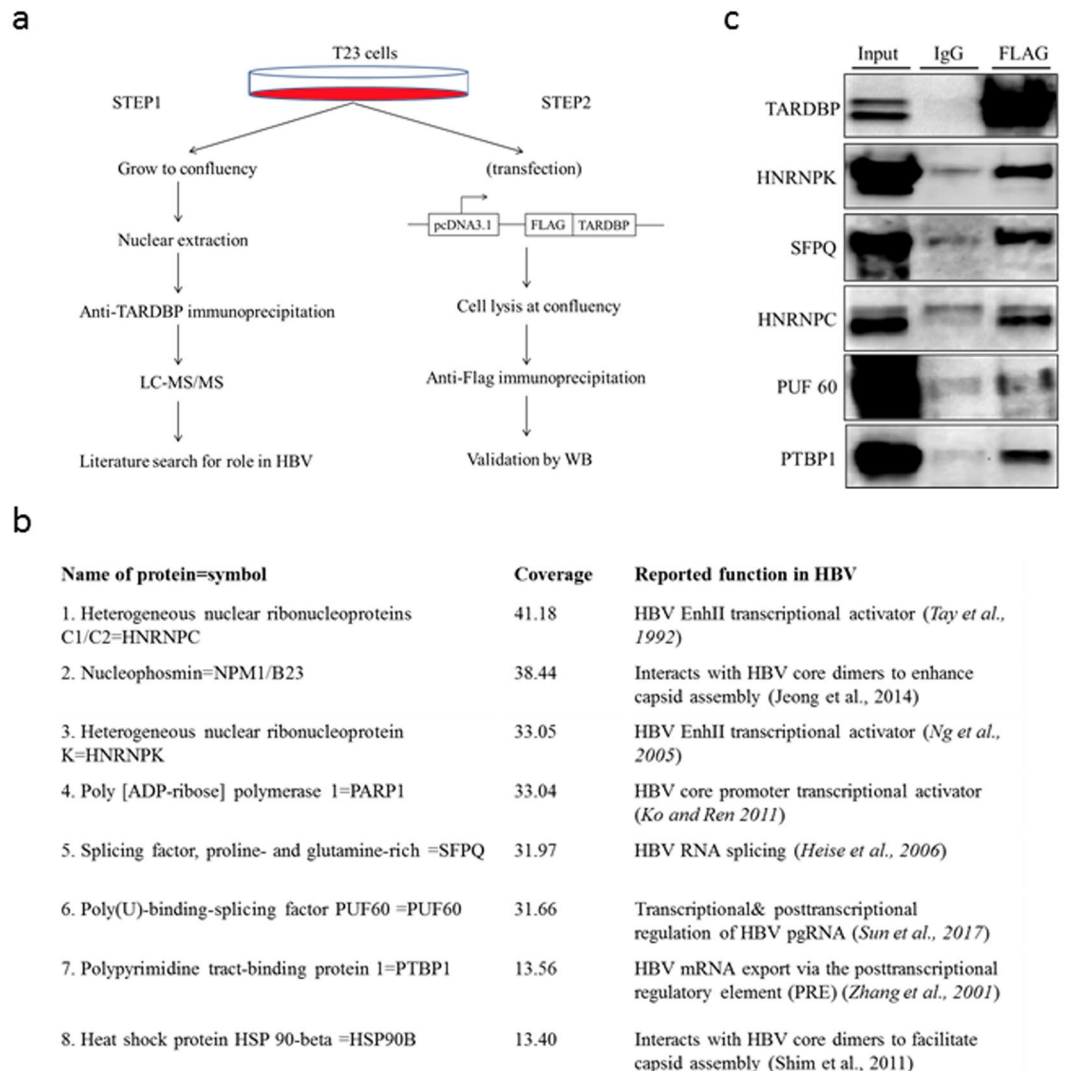 a
T23 cells
STEP1
STEP2
Grow to confluency
Nuclear extraction
Anti-TARDBP immunoprecipitation
LC-MS/MS
Literature search for role in HBV
(transfection)
pcDNA3.1 FLAG TARDBP
Cell lysis at confluency
Anti-Flag immunoprecipitation
Validation by WB
c
Input IgG FLAG
TARDBP
HNRNPK
SFPQ
HNRNPC
PUF 60
PTBP1
b
Name of protein=symbol Coverage Reported function in HBV
1. Heterogeneous nuclear ribonucleoproteins 41.18 HBV EnhII transcriptional activator (Tay et al.,
C1/C2=HNRNPC 1992)
2. Nucleophosmin=NPM1/B23 38.44 Interacts with HBV core dimers to enhance
capsid assembly (Jeong et al., 2014)
3. Heterogeneous nuclear ribonucleoprotein 33.05 HBV EnhII transcriptional activator (Ng et al.,
K=HNRNPK 2005)
4. Poly [ADP-ribose] polymerase 1=PARP1 33.04 HBV core promoter transcriptional activator
(Ko and Ren 2011)
5. Splicing factor, proline- and glutamine-rich =SFPQ 31.97 HBV RNA splicing (Heise et al., 2006)
6. Poly(U)-binding-splicing factor PUF60 =PUF60 31.66 Transcriptional& posttranscriptional
regulation of HBV pgRNA (Sun et al., 2017)
7. Polypyrimidine tract-binding protein 1=PTBP1 13.56 HBV mRNA export via the posttranscriptional
regulatory element (PRE) (Zhang et al., 2001)
8. Heat shock protein HSP 90-beta =HSP90B 13.40 Interacts with HBV core dimers to facilitate
capsid assembly (Shim et al., 2011)